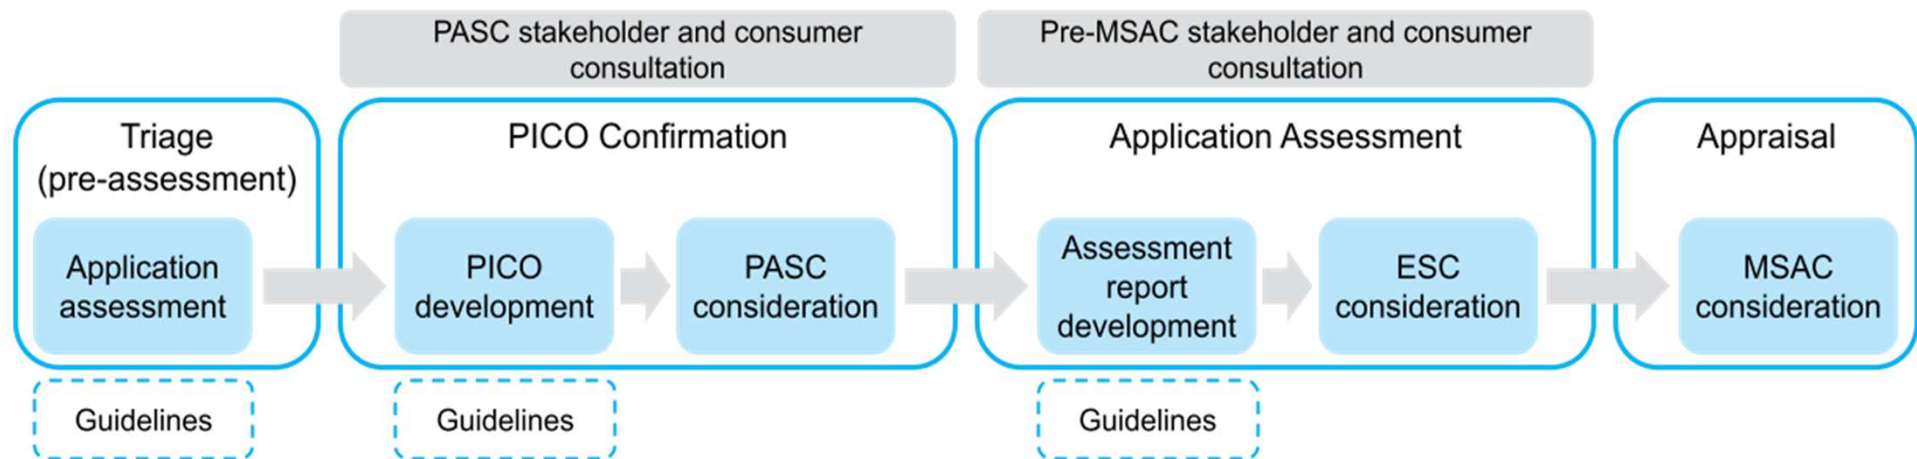 PASC stakeholder and consumer
consultation
Pre-MSAC stakeholder and consumer
consultation
Triage
(pre-assessment)
Application
assessment
Guidelines
PICO Confirmation
PICO
development
PASC
consideration
Guidelines
Application Assessment
Assessment
report
development
ESC
consideration
Guidelines
Appraisal
MSAC
consideration